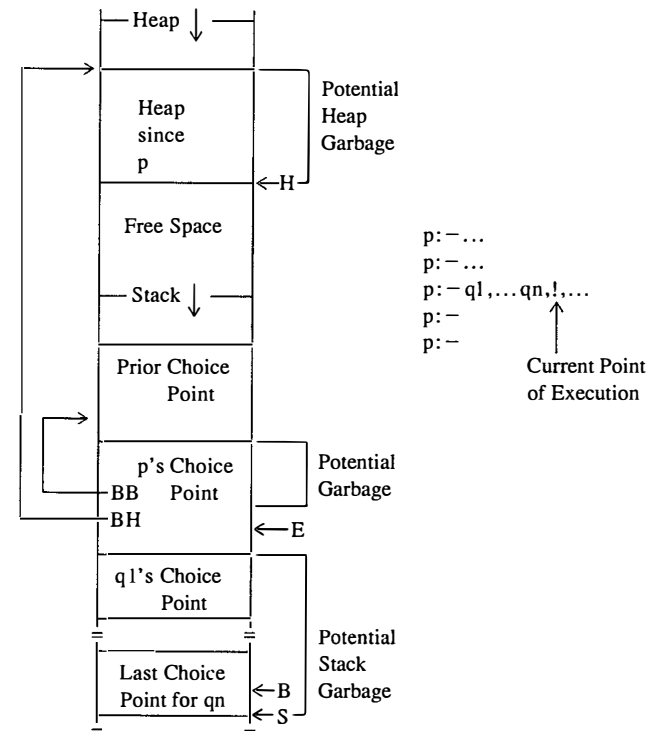 Heap
Potential
Heap
Garbage
Heap
since
p
H
Free Space
Stack
p:-...
p:-...
p:-q1,...qn,!,...
p:-
p:-
Current Point
of Execution
Prior Choice
Point
p's Choice
Point
BB
BH
Potential
Garbage
E
q1's Choice
Point
Potential
Stack
Garbage
Last Choice
Point for qn
B
S